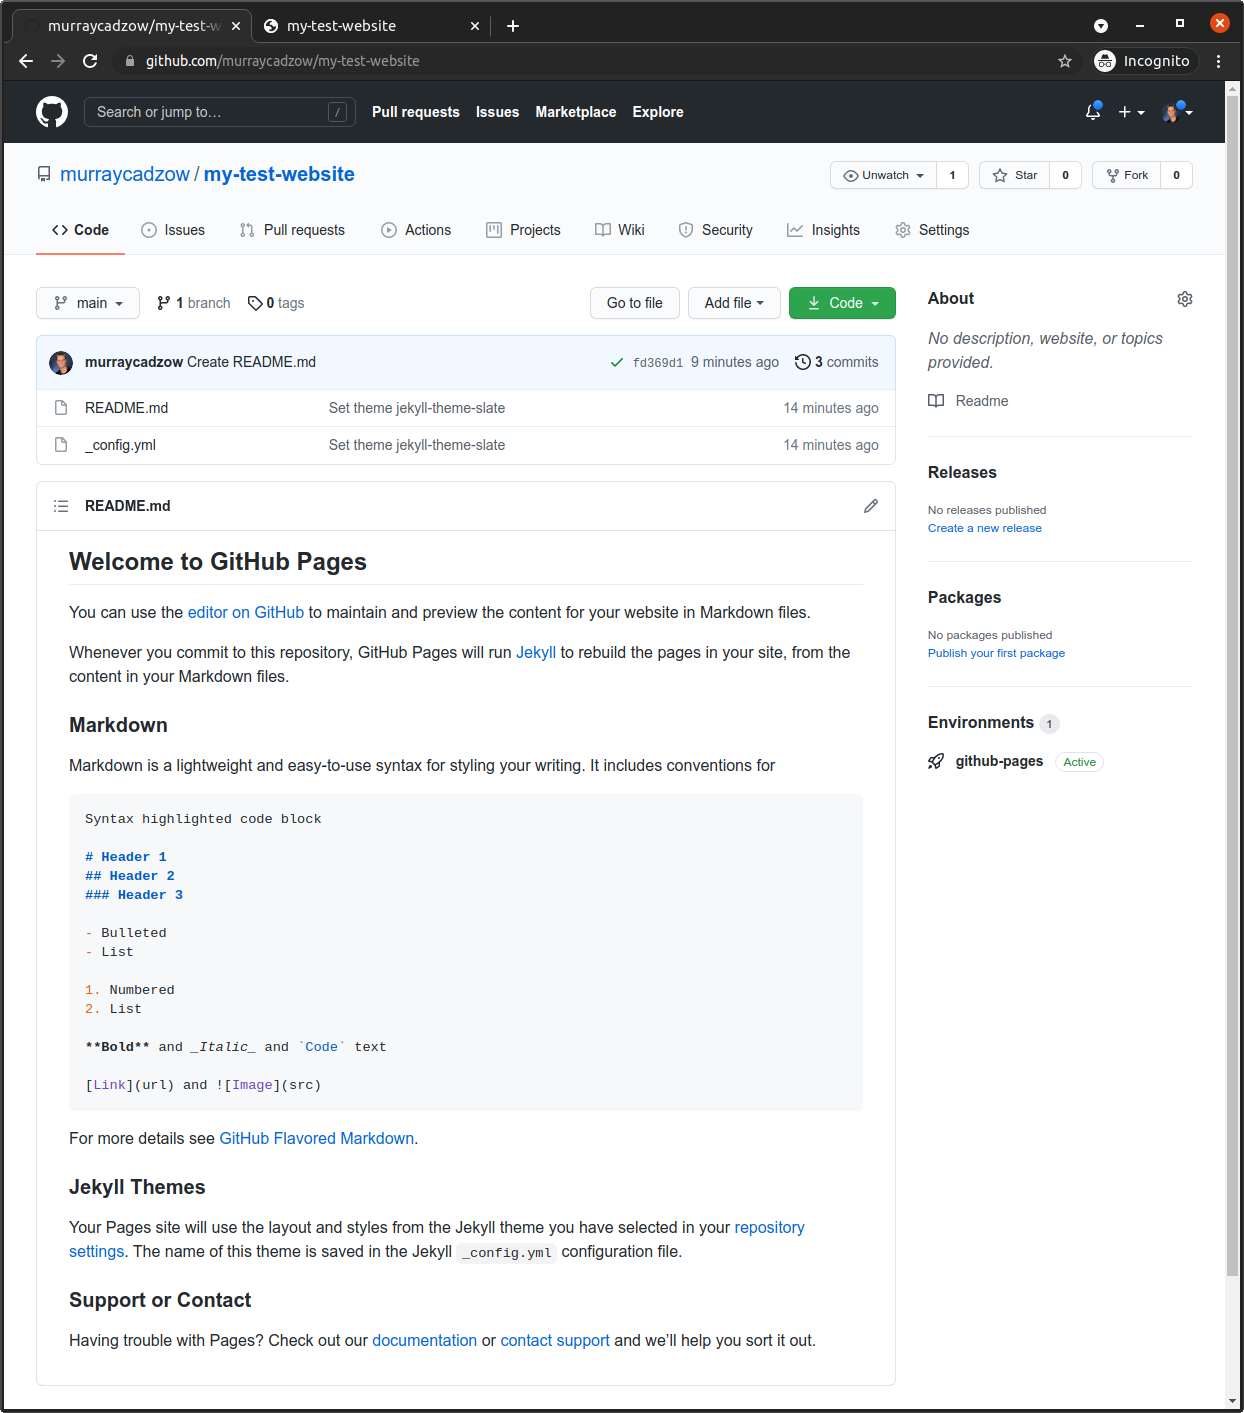 murraycadzow/my-test-w
my-test-website
github.com/murraycadzow/my-test-website
Incognito
Search or jump to…
/
Pull requests
Issues
Marketplace
Explore
murraycadzow / my-test-website
Unwatch
1
Star
0
Fork
0
Code
Issues
Pull requests
Actions
Projects
Wiki
Security
Insights
Settings
main
1 branch
0 tags
Go to file
Add file
Code
murraycadzow Create README.md
fd369d1 9 minutes ago
3 commits
README.md
Set theme jekyll-theme-slate
14 minutes ago
_config.yml
Set theme jekyll-theme-slate
14 minutes ago
README.md
Welcome to GitHub Pages
You can use the editor on GitHub to maintain and preview the content for your website in Markdown files.
Whenever you commit to this repository, GitHub Pages will run Jekyll to rebuild the pages in your site, from the
content in your Markdown files.
Markdown
Markdown is a lightweight and easy-to-use syntax for styling your writing. It includes conventions for
Syntax highlighted code block
# Header 1
## Header 2
### Header 3
- Bulleted
- List
1. Numbered
2. List
**Bold** and _Italic_ and `Code` text
[Link](url) and ![Image](src)
For more details see GitHub Flavored Markdown.
Jekyll Themes
Your Pages site will use the layout and styles from the Jekyll theme you have selected in your repository
settings. The name of this theme is saved in the Jekyll _config.yml configuration file.
Support or Contact
Having trouble with Pages? Check out our documentation or contact support and we'll help you sort it out.
About
No description, website, or topics
provided.
Readme
Releases
No releases published
Create a new release
Packages
No packages published
Publish your first package
Environments 1
github-pages Active